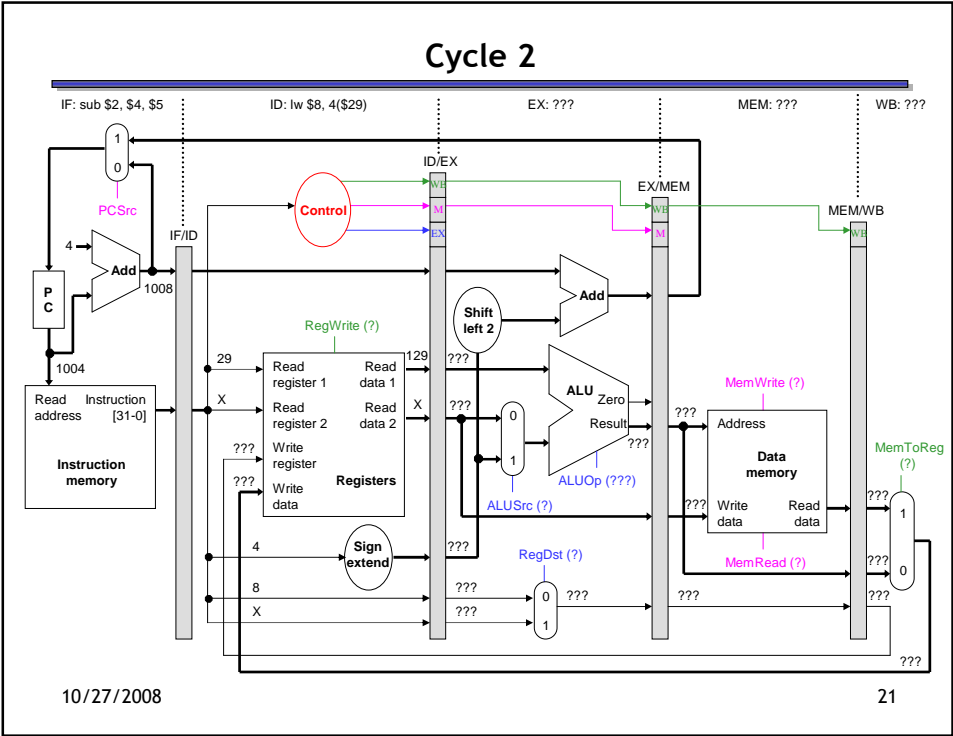 Cycle 2
IF: sub $2, $4, $5
ID: lw $8, 4($29)
EX: ???
MEM: ???
WB: ???
1
0
PCSrc
4
Add
1008
P
C
1004
IF/ID
Control
ID/EX
WB
M
EX
EX/MEM
WB
M
MEM/WB
WB
Add
Shift
left 2
RegWrite (?)
Read
address
Instruction
[31-0]
Instruction
memory
29
X
???
???
Read
register 1
Read
data 1
Read
register 2
Read
data 2
Write
register
Write
data
Registers
129
X
???
???
0
1
ALUSrc (?)
ALU
Zero
Result
???
ALUOp (???)
???
MemWrite (?)
Address
Data
memory
Write
data
Read
data
???
MemRead (?)
MemToReg
(?)
???
1
???
0
4
Sign
extend
???
RegDst (?)
8
???
0
???
???
???
X
???
1
???
10/27/2008
21